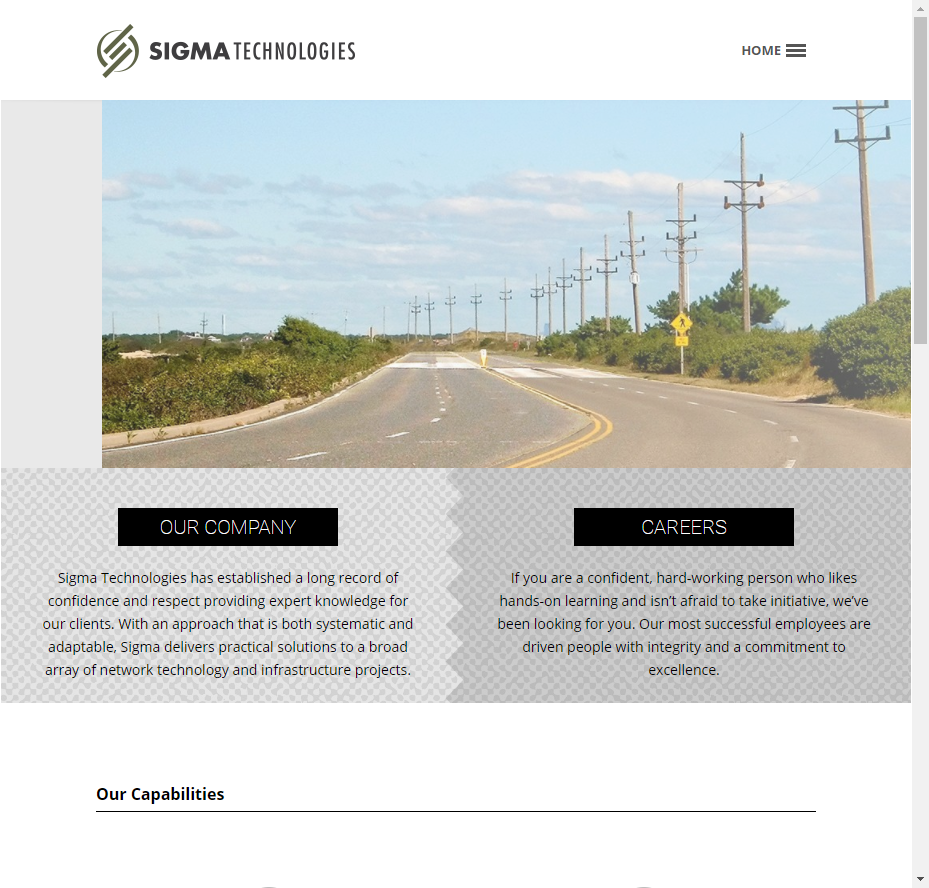 SIGMA TECHNOLOGIES
HOME
OUR COMPANY
Sigma Technologies has established a long record of
confidence and respect providing expert knowledge for
our clients. With an approach that is both systematic and
adaptable, Sigma delivers practical solutions to a broad
array of network technology and infrastructure projects.
CAREERS
If you are a confident, hard-working person who likes
hands-on learning and isn’t afraid to take initiative, we’ve
been looking for you. Our most successful employees are
driven people with integrity and a commitment to
excellence.
Our Capabilities